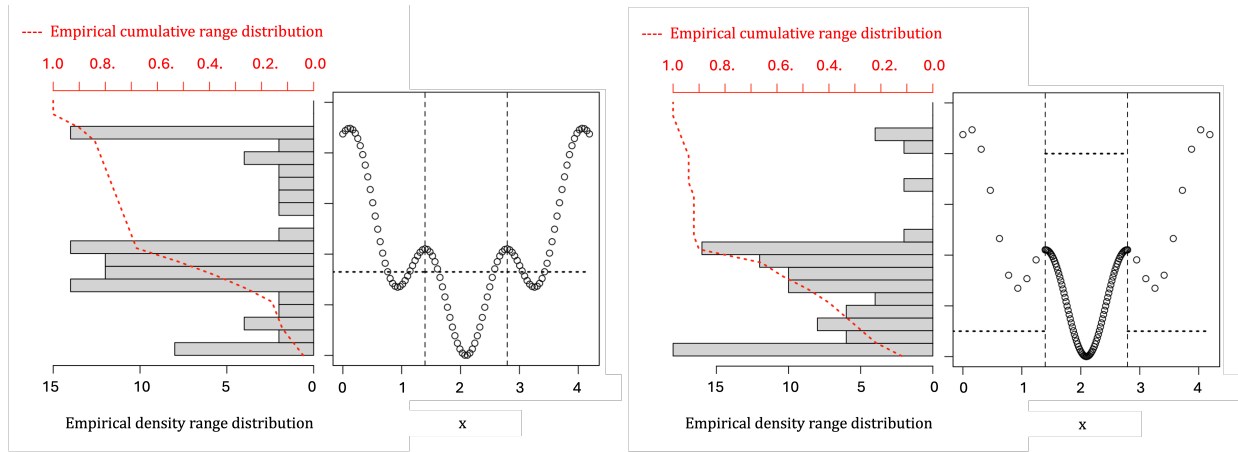 ---- Empirical cumulative range distribution
1.0 0.8. 0.6. 0.4. 0.2. 0.0
15 10 5 0
Empirical density range distribution
0 1 2 3 4
x
---- Empirical cumulative range distribution
1.0 0.8. 0.6. 0.4. 0.2. 0.0
15 10 5 0
Empirical density range distribution
0 1 2 3 4
x